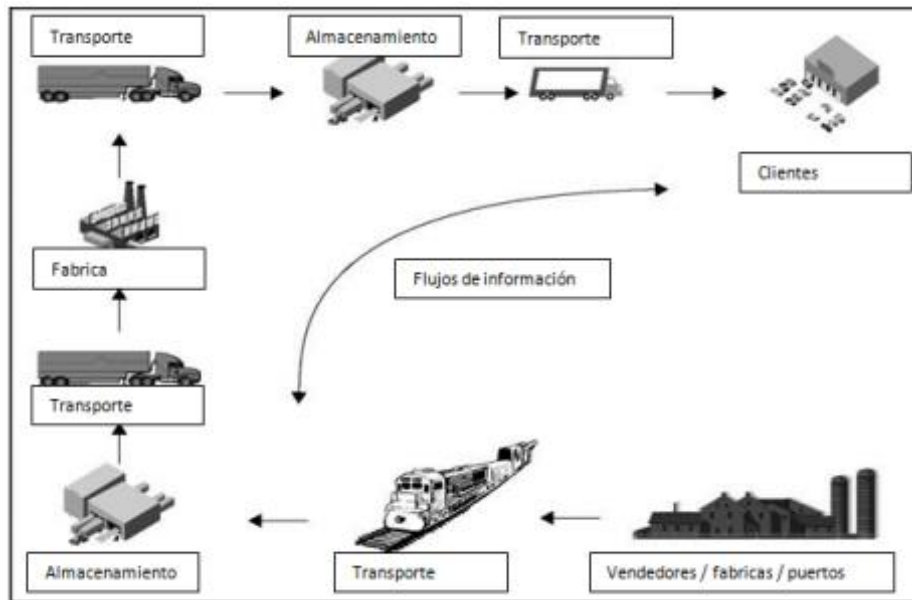 Transporte
Almacenamiento
Transporte
Clientes
Fabrica
Flujos de información
Transporte
Almacenamiento
Transporte
Vendedores / fabricas / puertos